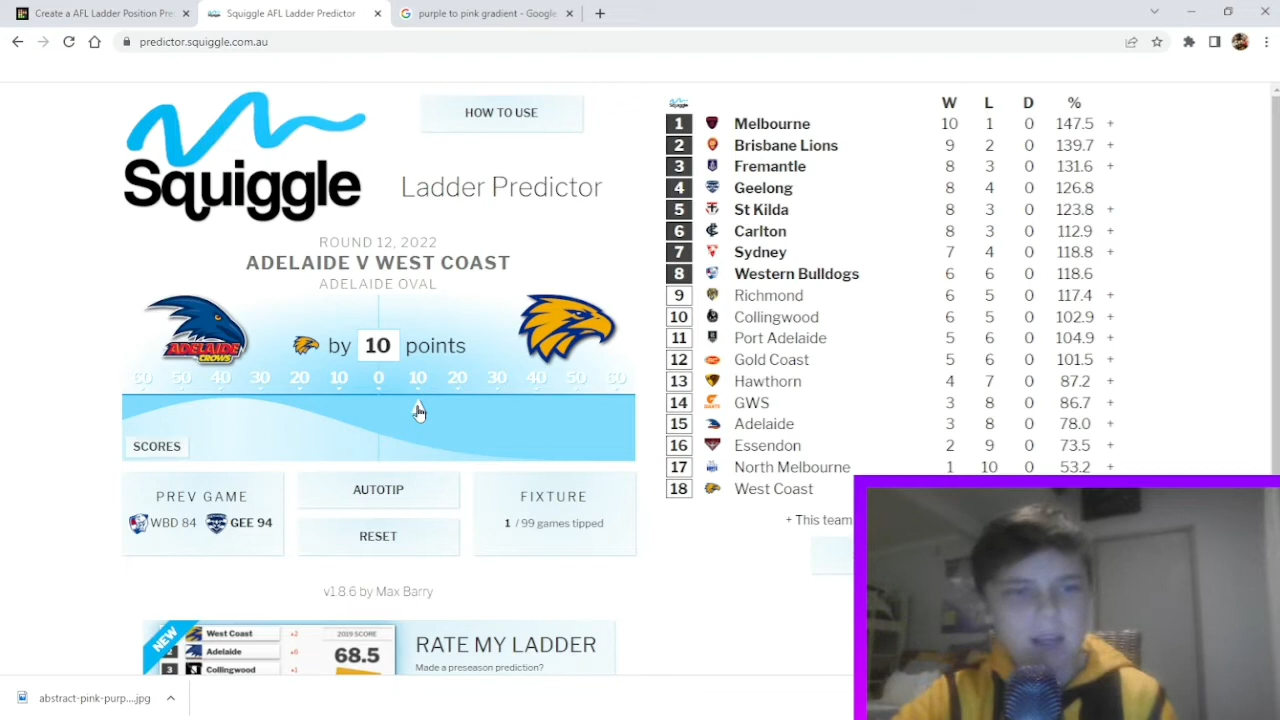 Create a AFL Ladder Position Pre
Squiggle AFL Ladder Predictor
purple to pink gradient - Google
predictor.squiggle.com.au
Squiggle
HOW TO USE
Ladder Predictor
ROUND 12, 2022
ADELAIDE V WEST COAST
ADELAIDE OVAL
ADELAIDE CROWS
by 10 points
60 50 40 30 20 10 0 10 20 30 40 50 60
SCORES
PREV GAME
WBD 84 GEE 94
AUTOTIP
RESET
FIXTURE
1 / 99 games tipped
v1.8.6 by Max Barry
NEW
West Coast +2
Adelaide +6
3 Collingwood +1
2019 SCORE
68.5
RATE MY LADDER
Made a preseason prediction?
W L D %
1 Melbourne 10 1 0 147.5 +
2 Brisbane Lions 9 2 0 139.7 +
3 Fremantle 8 3 0 131.6 +
4 Geelong 8 4 0 126.8
5 St Kilda 8 3 0 123.8 +
6 Carlton 8 3 0 112.9 +
7 Sydney 7 4 0 118.8 +
8 Western Bulldogs 6 6 0 118.6
9 Richmond 6 5 0 117.4 +
10 Collingwood 6 5 0 102.9 +
11 Port Adelaide 5 6 0 104.9 +
12 Gold Coast 5 6 0 101.5 +
13 Hawthorn 4 7 0 87.2 +
14 GWS 3 8 0 86.7 +
15 Adelaide 3 8 0 78.0 +
16 Essendon 2 9 0 73.5 +
17 North Melbourne 1 10 0 53.2 +
18 West Coast
+ This team
abstract-pink-purp....jpg